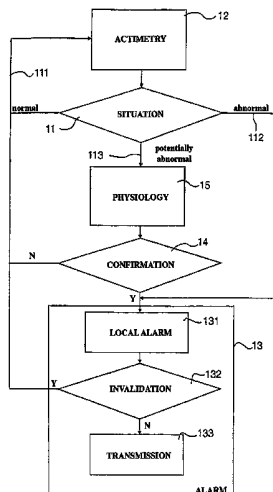 12
ACTIMETRY
111
normal
SITUATION
abnormal
11
112
113
potentially
abnormal
15
PHYSIOLOGY
14
N
CONFIRMATION
Y
131
LOCAL ALARM
13
132
Y
INVALIDATION
N
133
TRANSMISSION
ALARM